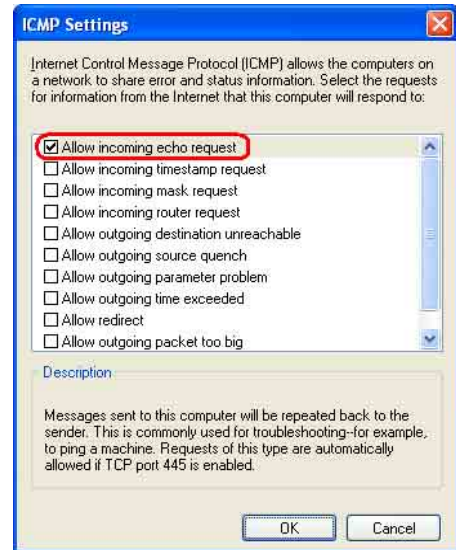 ICMP Settings
Internet Control Message Protocol (ICMP) allows the computers on
a network to share error and status information. Select the requests
for information from the Internet that this computer will respond to:
Allow incoming echo request
Allow incoming timestamp request
Allow incoming mask request
Allow incoming router request
Allow outgoing destination unreachable
Allow outgoing source quench
Allow outgoing parameter problem
Allow outgoing time exceeded
Allow redirect
Allow outgoing packet too big
Description
Messages sent to this computer will be repeated back to the
sender. This is commonly used for troubleshooting--for example,
to ping a machine. Requests of this type are automatically
allowed if TCP port 445 is enabled.
OK
Cancel